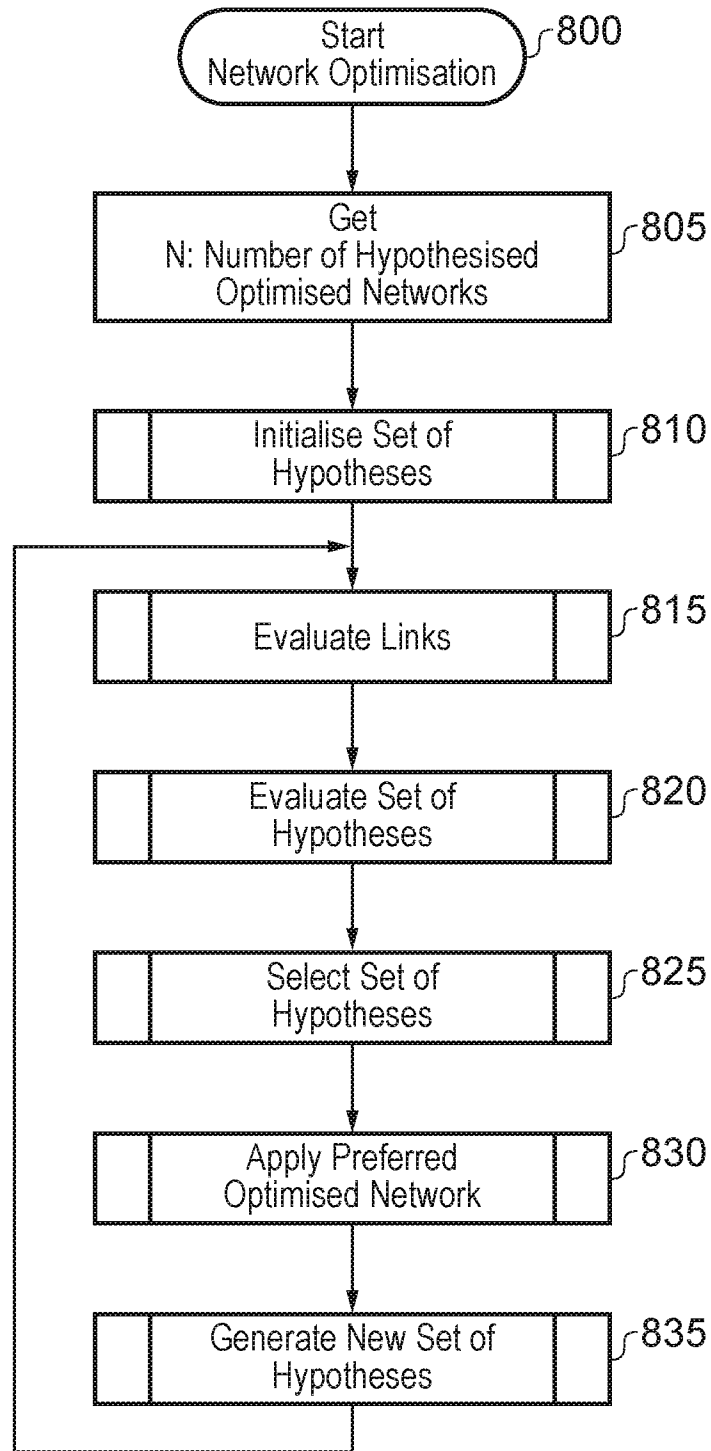 Start
Network Optimisation
800
Get
N: Number of Hypothesised
Optimised Networks
805
Initialise Set of
Hypotheses
810
Evaluate Links
815
Evaluate Set of
Hypotheses
820
Select Set of
Hypotheses
825
Apply Preferred
Optimised Network
830
Generate New Set of
Hypotheses
835